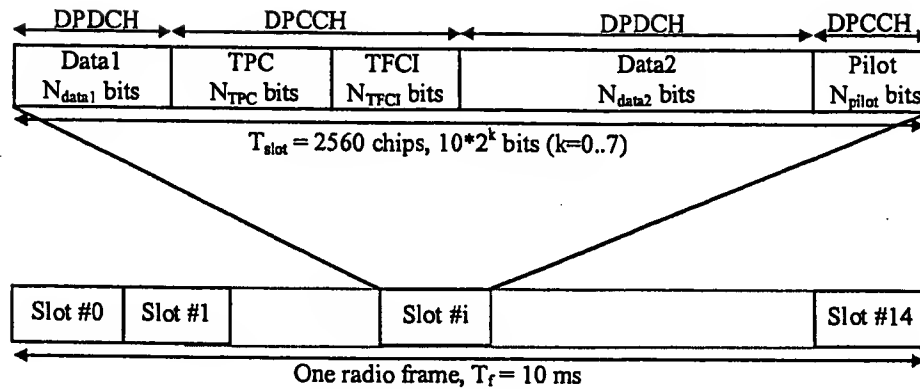 DPDCH DPCCH DPDCH DPCCH
Data1 TPC TFCI Data2 Pilot
N_data1 bits N_TPC bits N_TFCI bits N_data2 bits N_pilot bits
T_slot = 2560 chips, 10*2^k bits (k=0..7)
Slot #0 Slot #1 Slot #i Slot #14
One radio frame, T_f = 10 ms